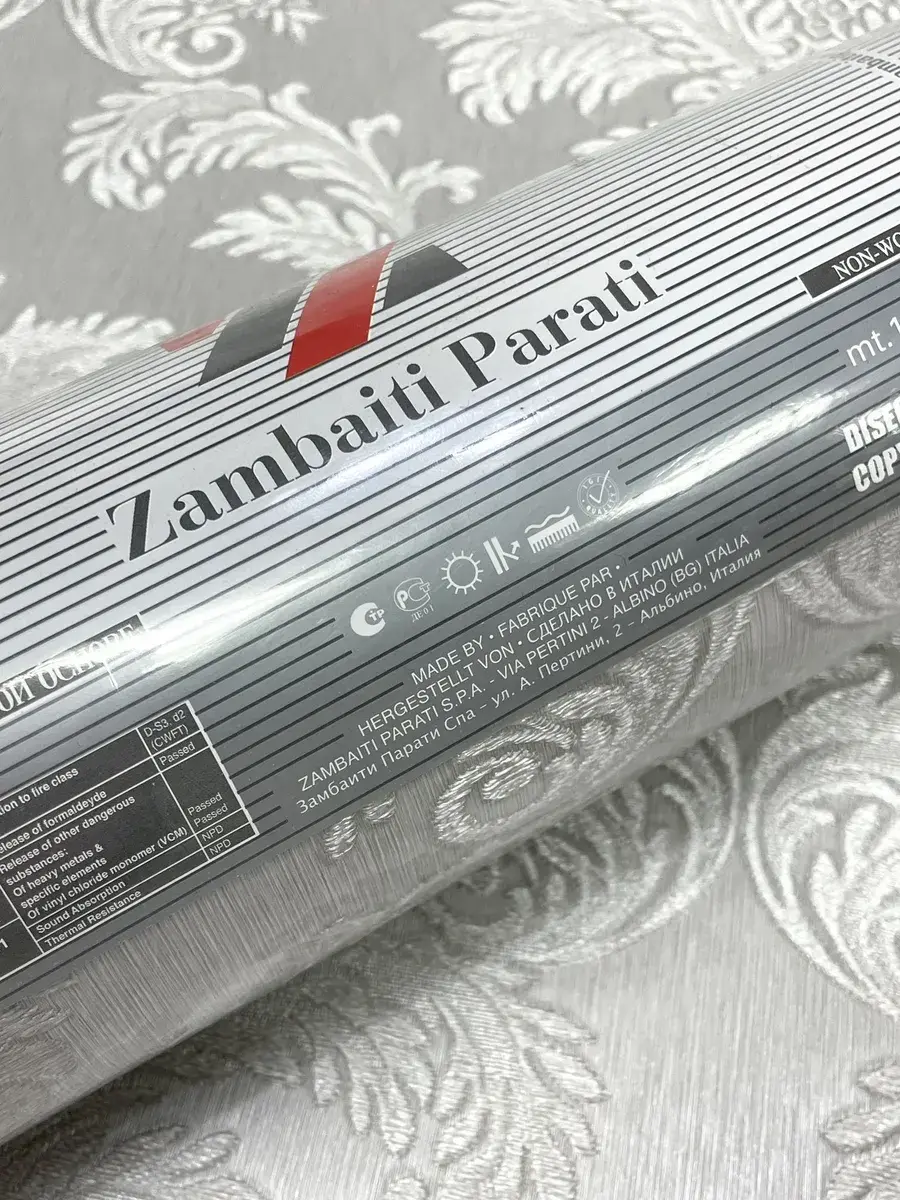 Zambaiti Parati
NON-WO
mt.1
DISE
COP
IGI
QUALITY
MADE BY • FABRIQUE PAR •
HERGESTELLT VON • СДЕЛАНО В ИТАЛИИ
ZAMBAITI PARATI S.P.A. - VIA PERTINI 2 - ALBINO (BG) ITALIA
Замбаити Парати Спа – ул. А. Пертини, 2 – Альбино, Италия
ОЙ ОСНОВЕ
ion to fire class D-S3, d2 (CWFT)
elease of formaldeyde Passed
Release of other dangerous
substances:
Of heavy metals &
specific elements Passed
Of vinyl chloride monomer (VCM) Passed
Sound Absorption NPD
Thermal Resistance NPD